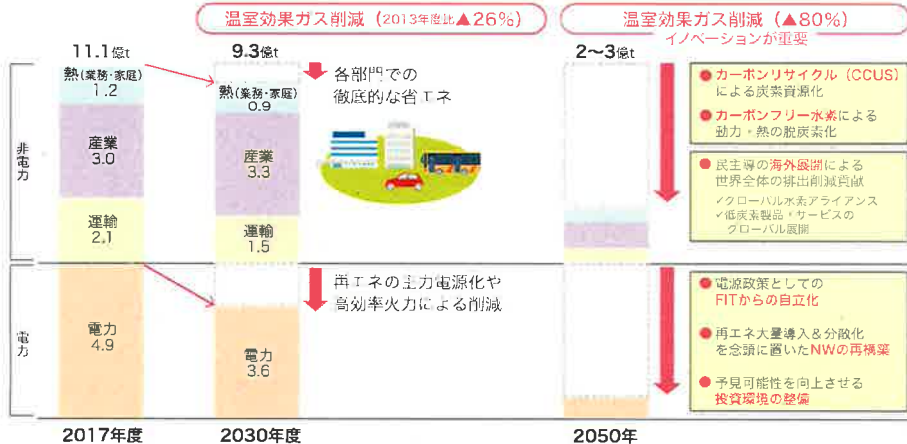 温室効果ガス削減(2013年度比▲26%)
温室効果ガス削減(▲80%)
イノベーションが重要
11.1億t
9.3億t
2〜3億t
非電力
熱(業務・家庭)
1.2
産業
3.0
運輸
2.1
熱(業務・家庭)
0.9
産業
3.3
運輸
1.5
各部門での
徹底的な省エネ
● カーボンリサイクル(CCUS)
による炭素資源化
● カーボンフリー水素による
動力・熱の脱炭素化
● 民主導の海外展開による
世界全体の排出削減貢献
✓グローバル水素アライアンス
✓低炭素製品・サービスの
グローバル展開
電力
電力
4.9
電力
3.6
再エネの主力電源化や
高効率火力による削減
● 電源政策としての
FITからの自立化
● 再エネ大量導入&分散化
を念頭に置いたNWの再構築
● 予見可能性を向上させる
投資環境の整備
2017年度
2030年度
2050年